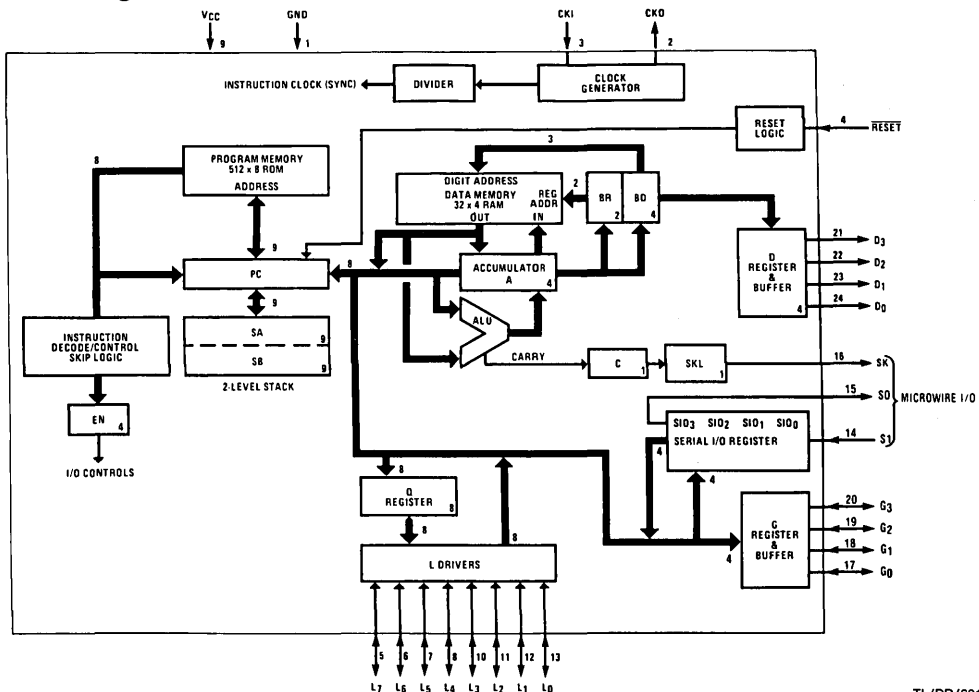 VCC GND CKI CKO
9 1 3 2
INSTRUCTION CLOCK (SYNC)
DIVIDER
CLOCK
GENERATOR
RESET
LOGIC
4
RESET
8
PROGRAM MEMORY
512 x 8 ROM
ADDRESS
9
PC
9
SA
9
SB
9
2-LEVEL STACK
INSTRUCTION
DECODE/CONTROL
SKIP LOGIC
EN
4
I/O CONTROLS
3
DIGIT ADDRESS
DATA MEMORY
32 x 4 RAM
OUT
REG
ADDR
IN
2
BR
2
BD
4
8
ACCUMULATOR
A
4
ALU
CARRY
C
1
SKL
1
D
REGISTER
&
BUFFER
4
21 D3
22 D2
23 D1
24 D0
16 SK
15 SO
14 S1
MICROWIRE I/O
SIO3 SIO2 SIO1 SIO0
SERIAL I/O REGISTER
4
4
8
Q
REGISTER
8
8
8
L DRIVERS
G
REGISTER
&
BUFFER
4
20 G3
19 G2
18 G1
17 G0
5 6 7 8 10 11 12 13
L7 L6 L5 L4 L3 L2 L1 L0